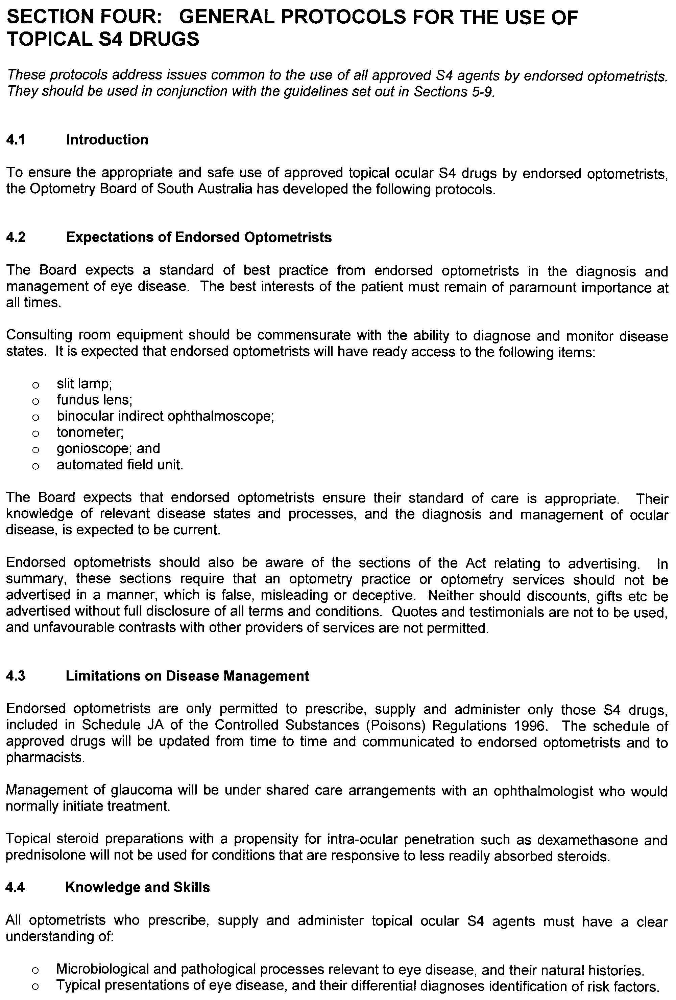 SECTION FOUR: GENERAL PROTOCOLS FOR THE USE OF
TOPICAL S4 DRUGS
These protocols address issues common to the use of all approved S4 agents by endorsed optometrists.
They should be used in conjunction with the guidelines set out in Sections 5-9.
4.1 Introduction
To ensure the appropriate and safe use of approved topical ocular S4 drugs by endorsed optometrists,
the Optometry Board of South Australia has developed the following protocols.
4.2 Expectations of Endorsed Optometrists
The Board expects a standard of best practice from endorsed optometrists in the diagnosis and
management of eye disease. The best interests of the patient must remain of paramount importance at
all times.
Consulting room equipment should be commensurate with the ability to diagnose and monitor disease
states. It is expected that endorsed optometrists will have ready access to the following items:
o slit lamp;
o fundus lens;
o binocular indirect ophthalmoscope;
o tonometer;
o gonioscope; and
o automated field unit.
The Board expects that endorsed optometrists ensure their standard of care is appropriate. Their
knowledge of relevant disease states and processes, and the diagnosis and management of ocular
disease, is expected to be current.
Endorsed optometrists should also be aware of the sections of the Act relating to advertising. In
summary, these sections require that an optometry practice or optometry services should not be
advertised in a manner, which is false, misleading or deceptive. Neither should discounts, gifts etc be
advertised without full disclosure of all terms and conditions. Quotes and testimonials are not to be used,
and unfavourable contrasts with other providers of services are not permitted.
4.3 Limitations on Disease Management
Endorsed optometrists are only permitted to prescribe, supply and administer only those S4 drugs,
included in Schedule JA of the Controlled Substances (Poisons) Regulations 1996. The schedule of
approved drugs will be updated from time to time and communicated to endorsed optometrists and to
pharmacists.
Management of glaucoma will be under shared care arrangements with an ophthalmologist who would
normally initiate treatment.
Topical steroid preparations with a propensity for intra-ocular penetration such as dexamethasone and
prednisolone will not be used for conditions that are responsive to less readily absorbed steroids.
4.4 Knowledge and Skills
All optometrists who prescribe, supply and administer topical ocular S4 agents must have a clear
understanding of:
o Microbiological and pathological processes relevant to eye disease, and their natural histories.
o Typical presentations of eye disease, and their differential diagnoses identification of risk factors.